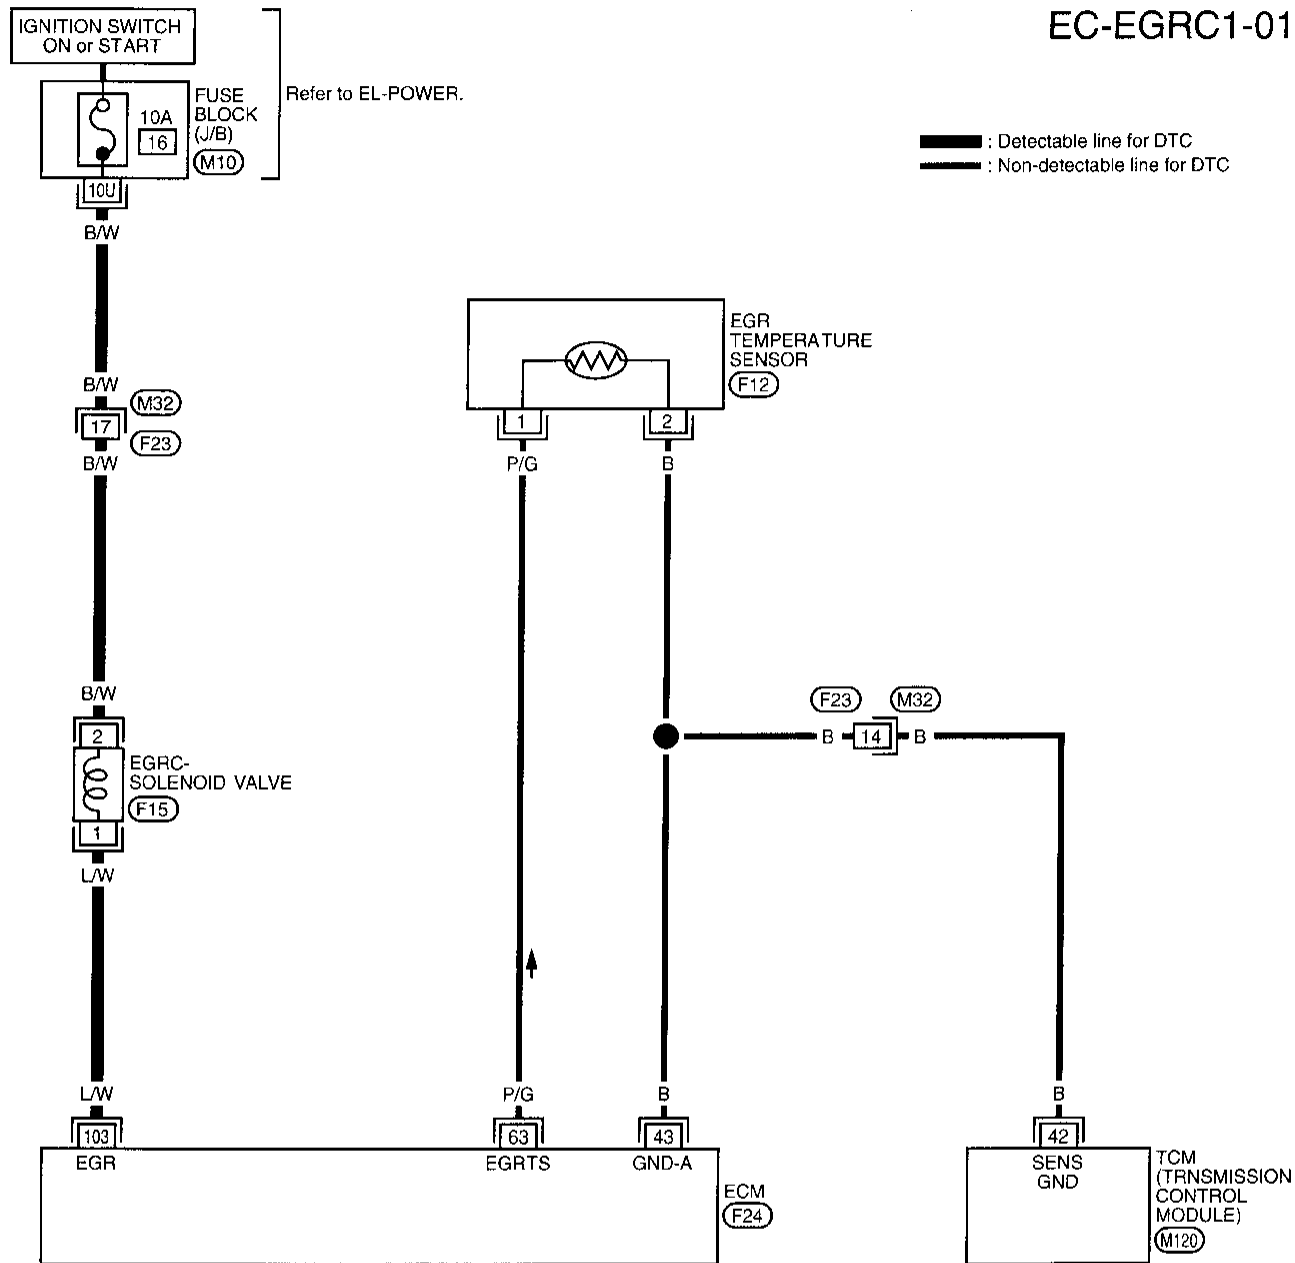 EC-EGRC1-01
IGNITION SWITCH
ON or START
Refer to EL-POWER.
FUSE
BLOCK
(J/B)
M10
10A
16
10U
: Detectable line for DTC
: Non-detectable line for DTC
B/W
B/W
M32
17
F23
B/W
EGR
TEMPERATURE
SENSOR
F12
1
2
P/G
B
B/W
2
EGRC-
SOLENOID VALVE
F15
1
L/W
F23
M32
B
14
B
L/W
P/G
B
B
103
63
43
42
EGR
EGRTS
GND-A
SENS
GND
ECM
F24
TCM
(TRNSMISSION
CONTROL
MODULE)
M120